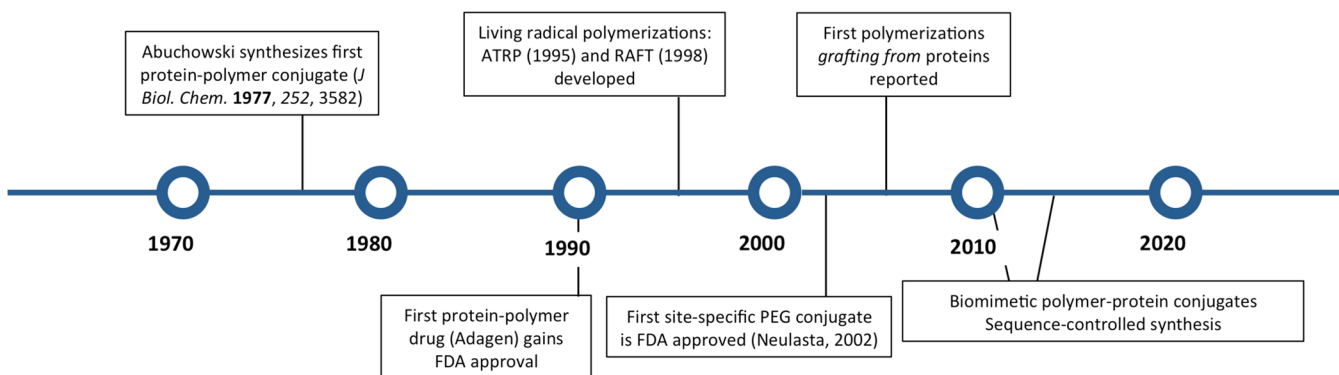 Abuchowski synthesizes first
protein-polymer conjugate (J
Biol. Chem. 1977, 252, 3582)
Living radical polymerizations:
ATRP (1995) and RAFT (1998)
developed
First polymerizations
grafting from proteins
reported
1970
1980
1990
2000
2010
2020
First protein-polymer
drug (Adagen) gains
FDA approval
First site-specific PEG conjugate
is FDA approved (Neulasta, 2002)
Biomimetic polymer-protein conjugates
Sequence-controlled synthesis